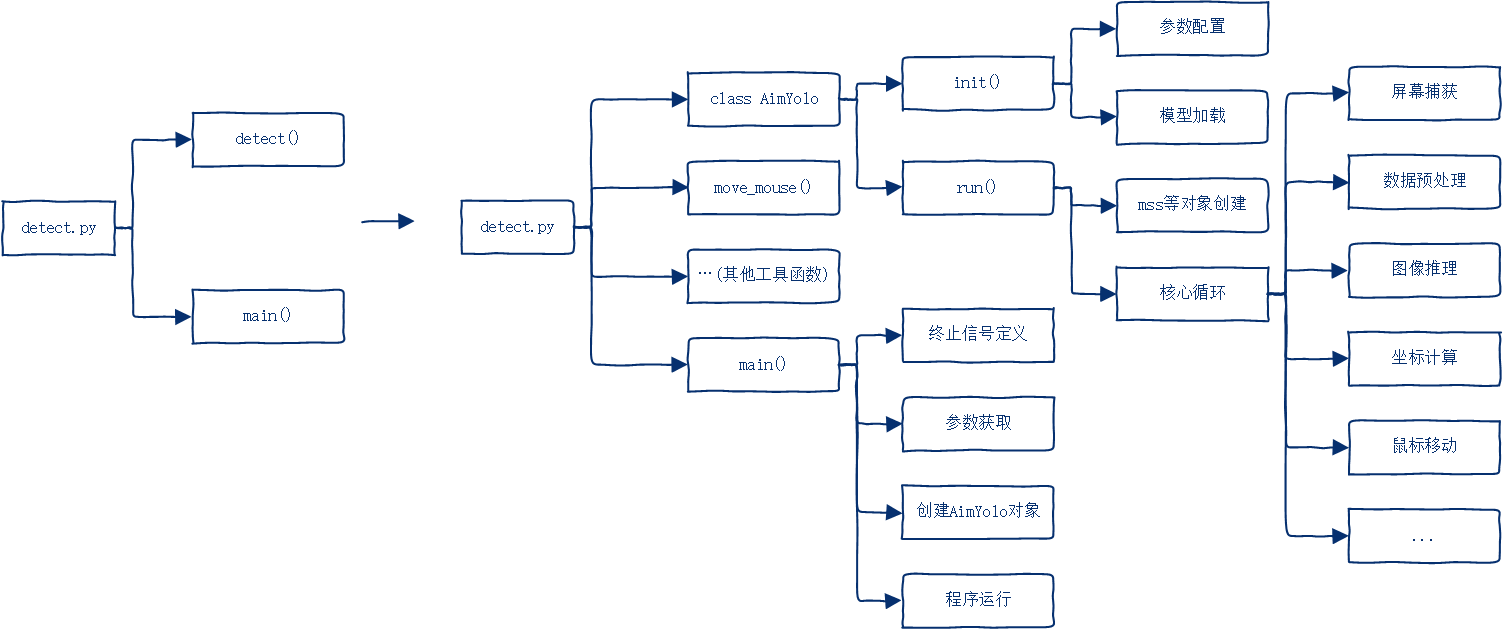 detect.py
detect()
main()
detect.py
class AimYolo
move_mouse()
…(其他工具函数)
main()
init()
run()
终止信号定义
参数获取
创建AimYolo对象
程序运行
参数配置
模型加载
mss等对象创建
核心循环
屏幕捕获
数据预处理
图像推理
坐标计算
鼠标移动
...